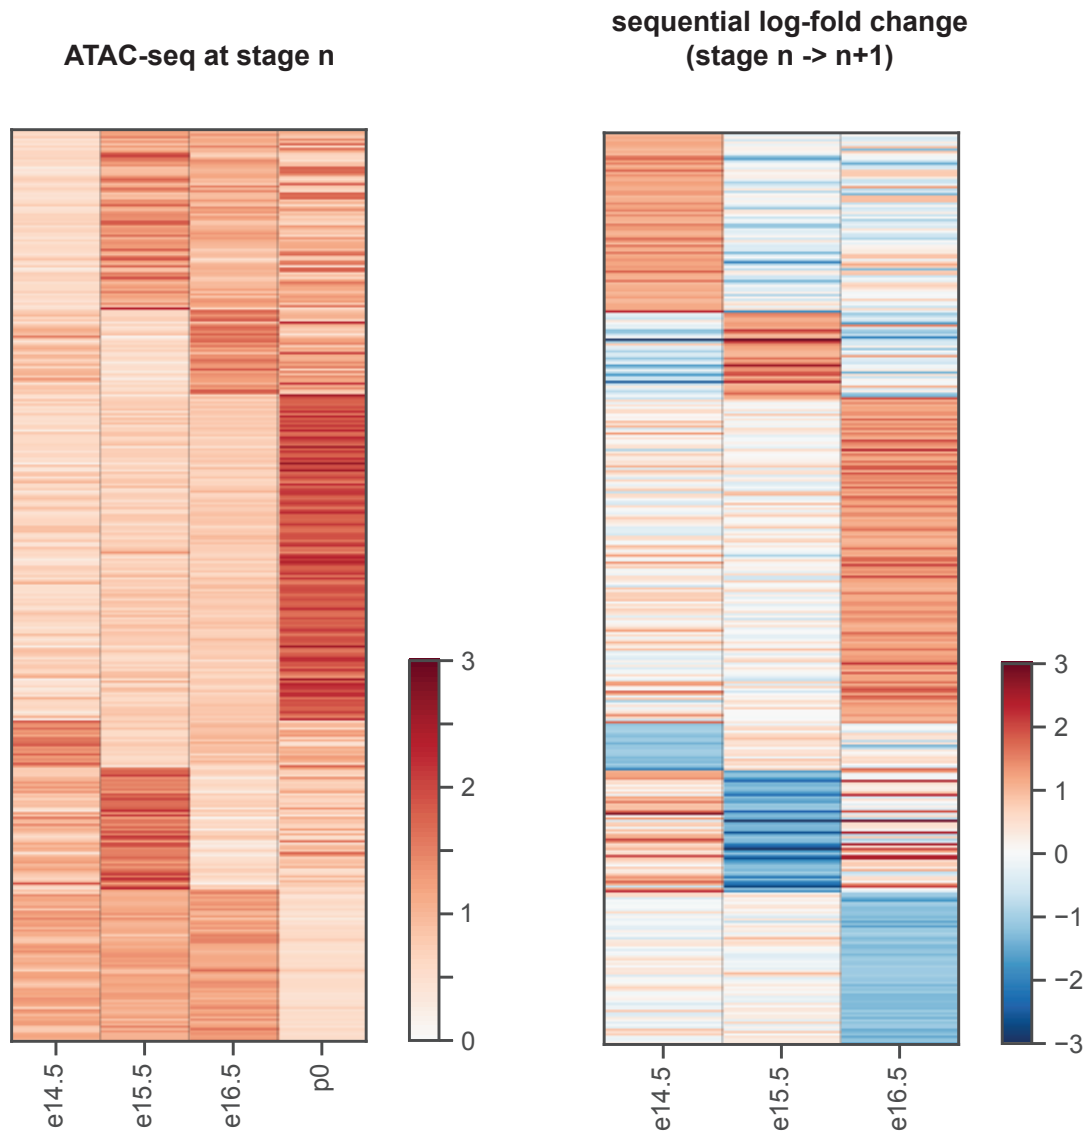 ATAC-seq at stage n
sequential log-fold change
(stage n -> n+1)
3
2
1
0
3
2
1
0
−1
−2
−3
e14.5
e15.5
e16.5
p0
e14.5
e15.5
e16.5